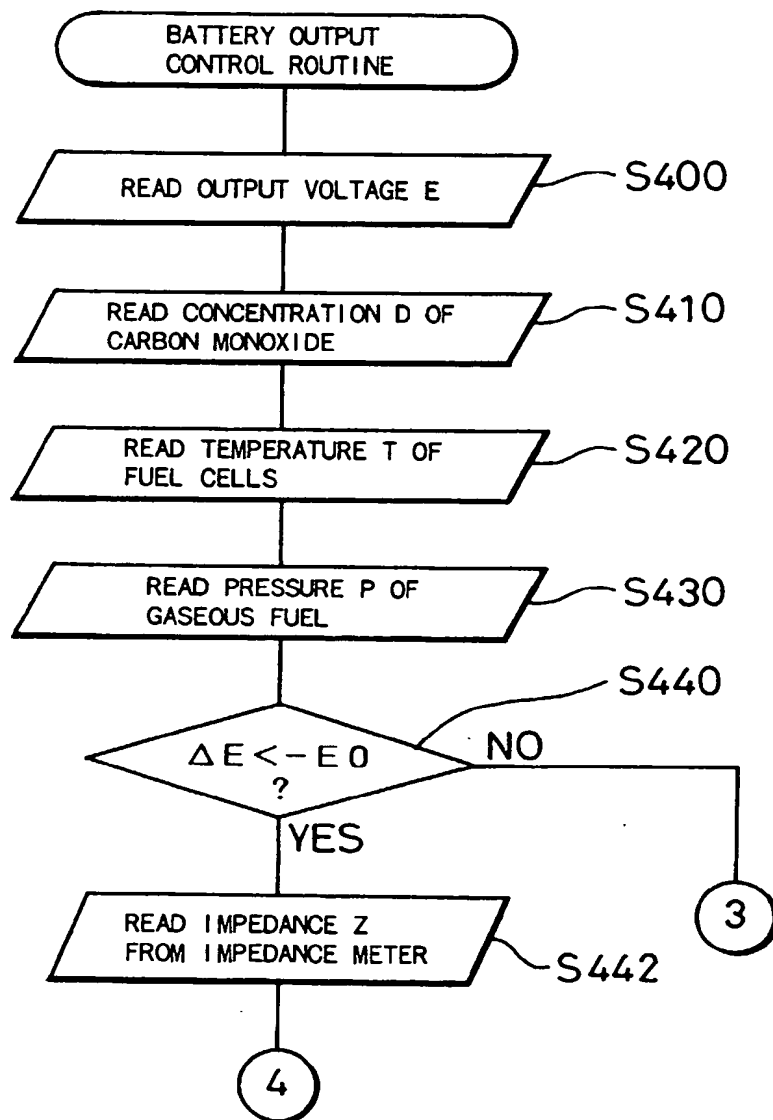 BATTERY OUTPUT
CONTROL ROUTINE
READ OUTPUT VOLTAGE E
S400
READ CONCENTRATION D OF
CARBON MONOXIDE
S410
READ TEMPERATURE T OF
FUEL CELLS
S420
READ PRESSURE P OF
GASEOUS FUEL
S430
S440
ΔE<-E0
?
NO
YES
3
READ IMPEDANCE Z
FROM IMPEDANCE METER
S442
4